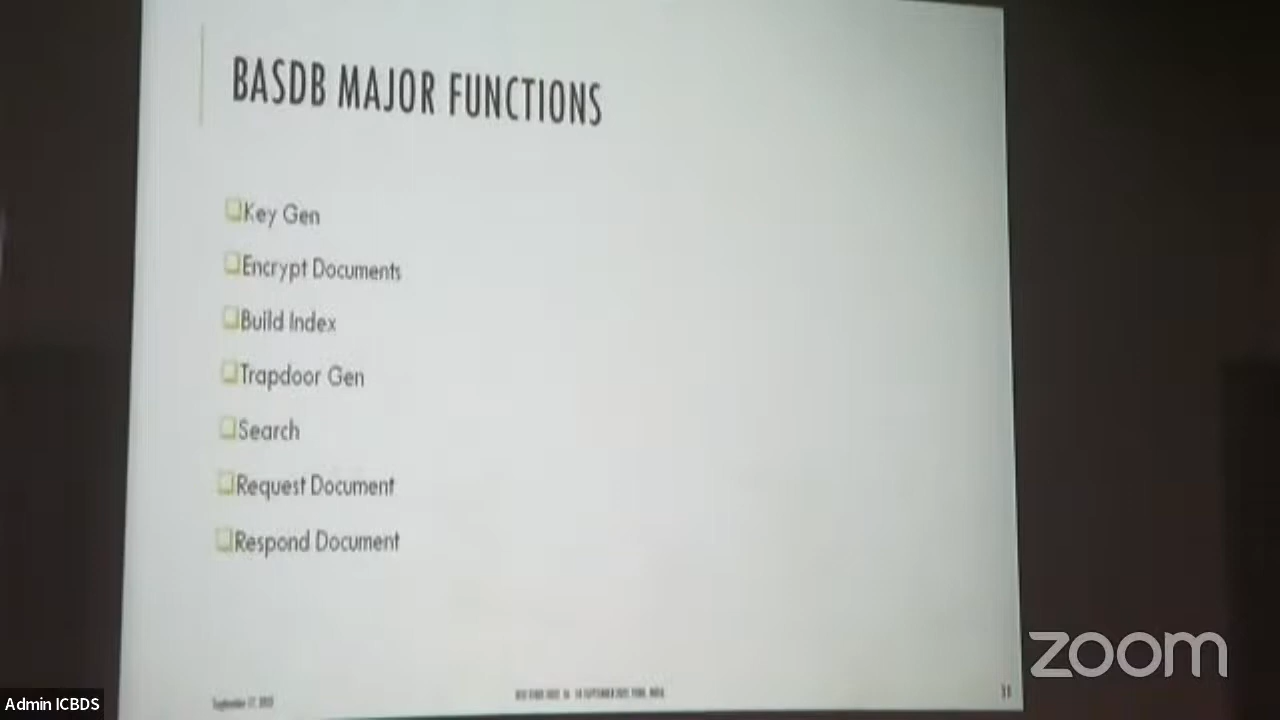 BASDB MAJOR FUNCTIONS
Key Gen
Encrypt Documents
Build Index
Trapdoor Gen
Search
Request Document
Respond Document
zoom
Admin ICBDS